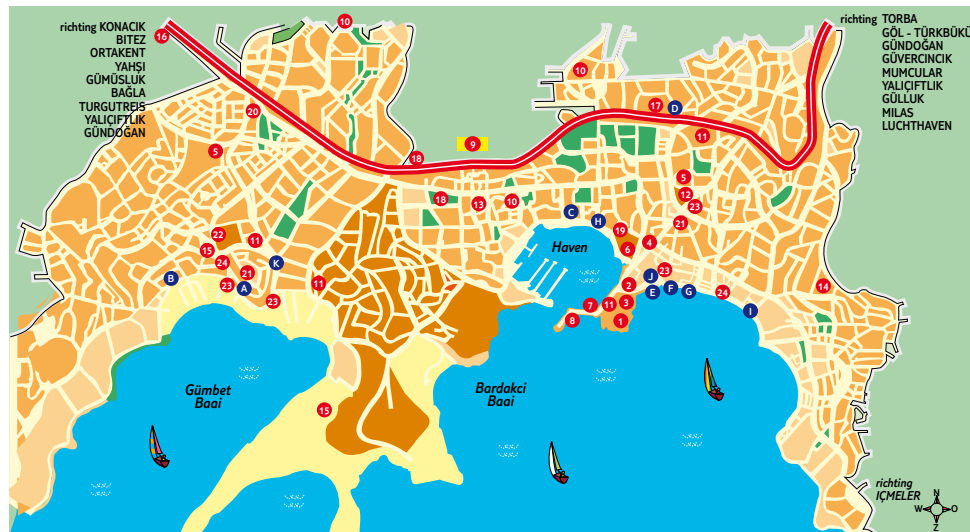 richting KONACIK
BITEZ
ORTAKENT
YAHŞI
GÜMÜSLUK
BAĞLA
TURGUTREIS
YALIÇIFTLIK
GÜNDOĞAN
16
10
richting TORBA
GÖL - TÜRKBÜKÜ
GÜNDOĞAN
GÜVERCINCIK
MUMCULAR
YALIÇIFTLIK
GÜLLUK
MILAS
LUCHTHAVEN
10
20
17
D
11
5
18
9
5
12
23
18
13
10
21
C
H
19
22
11
15
24
K
21
B
23
A
23
11
Haven
6
4
23
J
2
E
F
G
24
14
7
11
3
I
8
1
Gümbet
Baai
Bardakci
Baai
15
richting
IÇMELER
N
W
O
Z